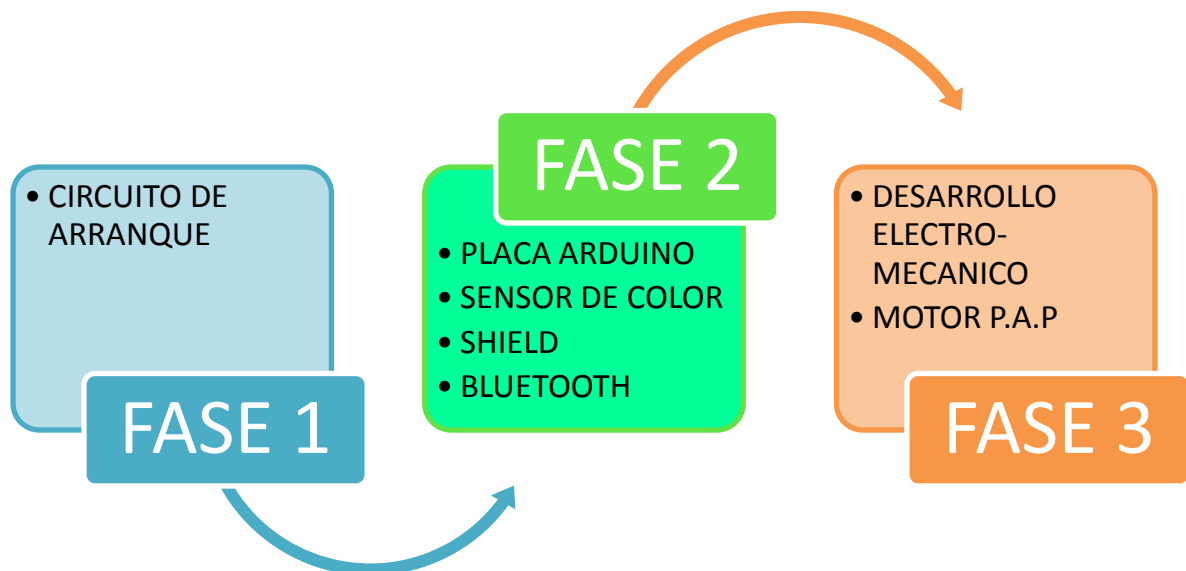 • CIRCUITO DE
ARRANQUE
FASE 1
FASE 2
• PLACA ARDUINO
• SENSOR DE COLOR
• SHIELD
• BLUETOOTH
• DESARROLLO
ELECTRO-
MECANICO
• MOTOR P.A.P
FASE 3